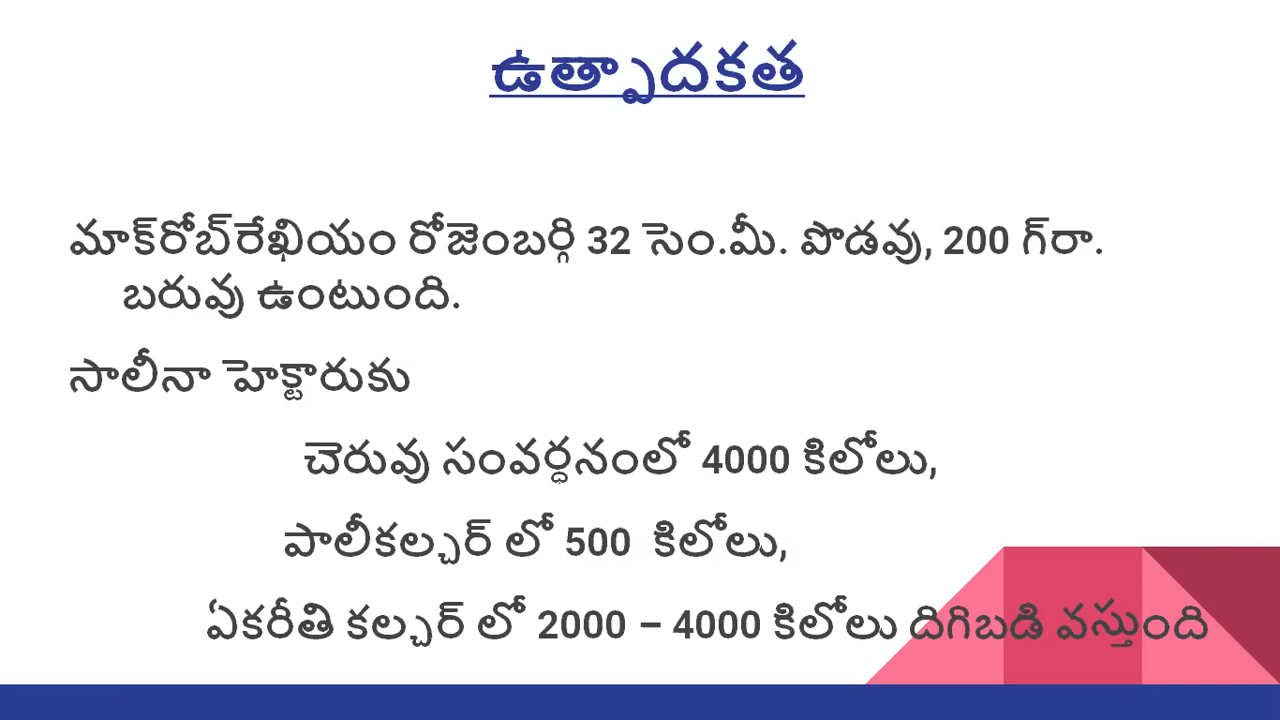 ఉత్పాదకత
మాక్‌రోబ్‌రేఖియం రోజెంబర్గి 32 సెం.మీ. పొడవు, 200 గ్‌రా.
బరువు ఉంటుంది.
సాలీనా హెక్టారుకు
చెరువు సంవర్ధనంలో 4000 కిలోలు,
పాలీకల్చర్ లో 500 కిలోలు,
ఏకరీతి కల్చర్ లో 2000 – 4000 కిలోలు దిగిబడి వస్తుంది